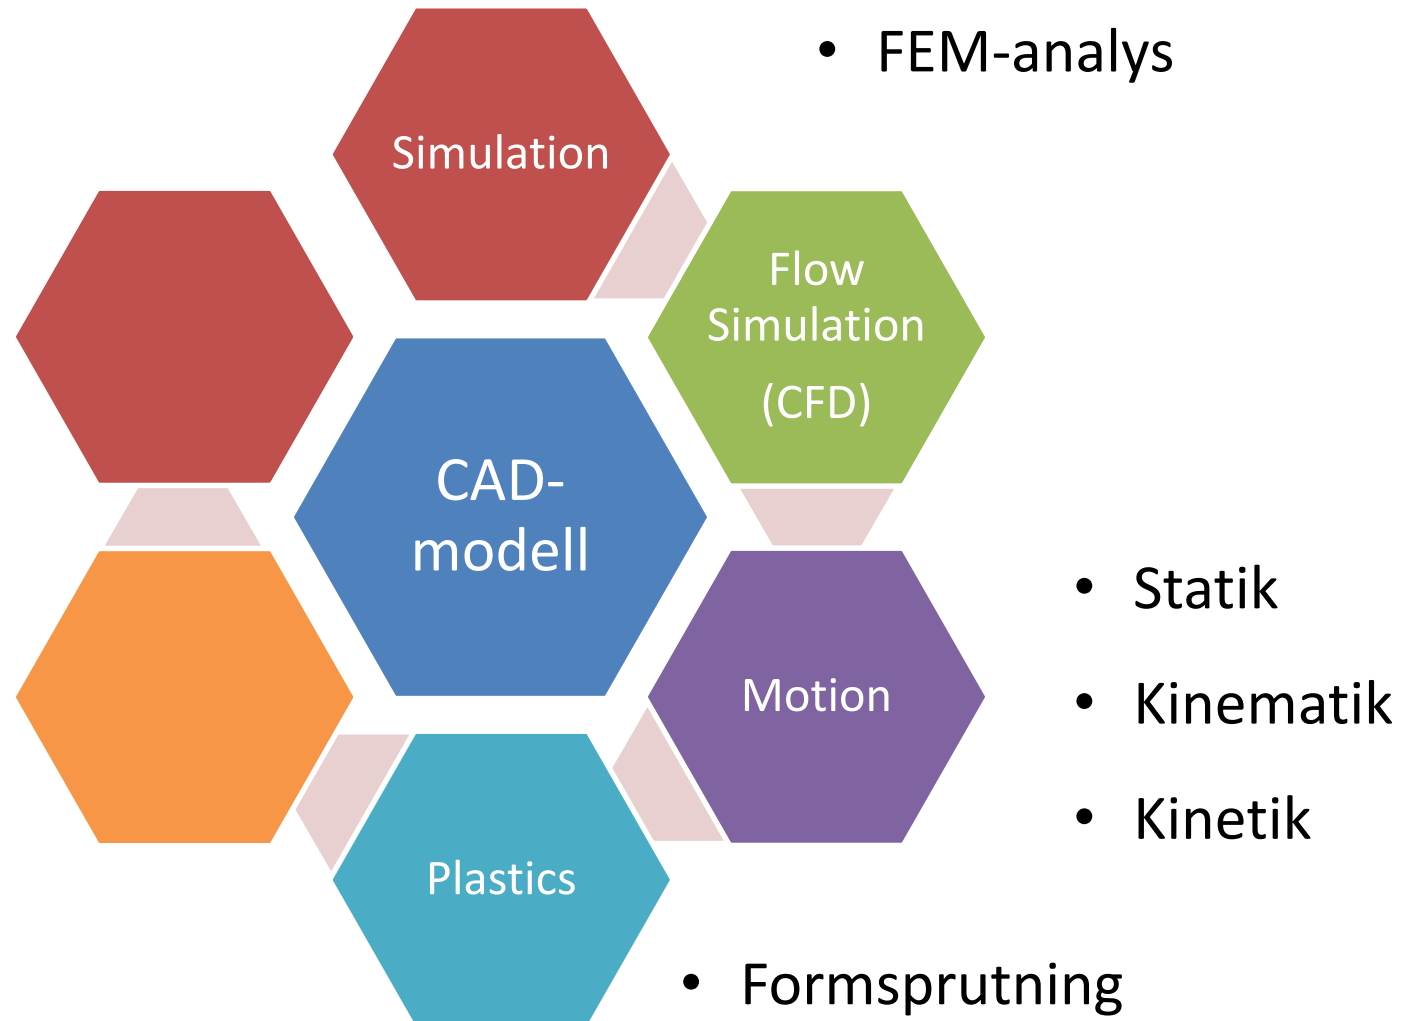 • FEM-analys
Simulation
Flow
Simulation
(CFD)
CAD-
modell
• Statik
Motion
• Kinematik
• Kinetik
Plastics
• Formsprutning